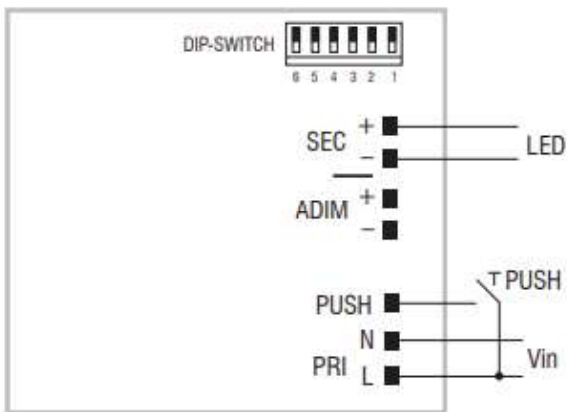 DIP-SWITCH
6 5 4 3 2 1
SEC + - LED
ADIM + -
PUSH PUSH
PRI N L Vin